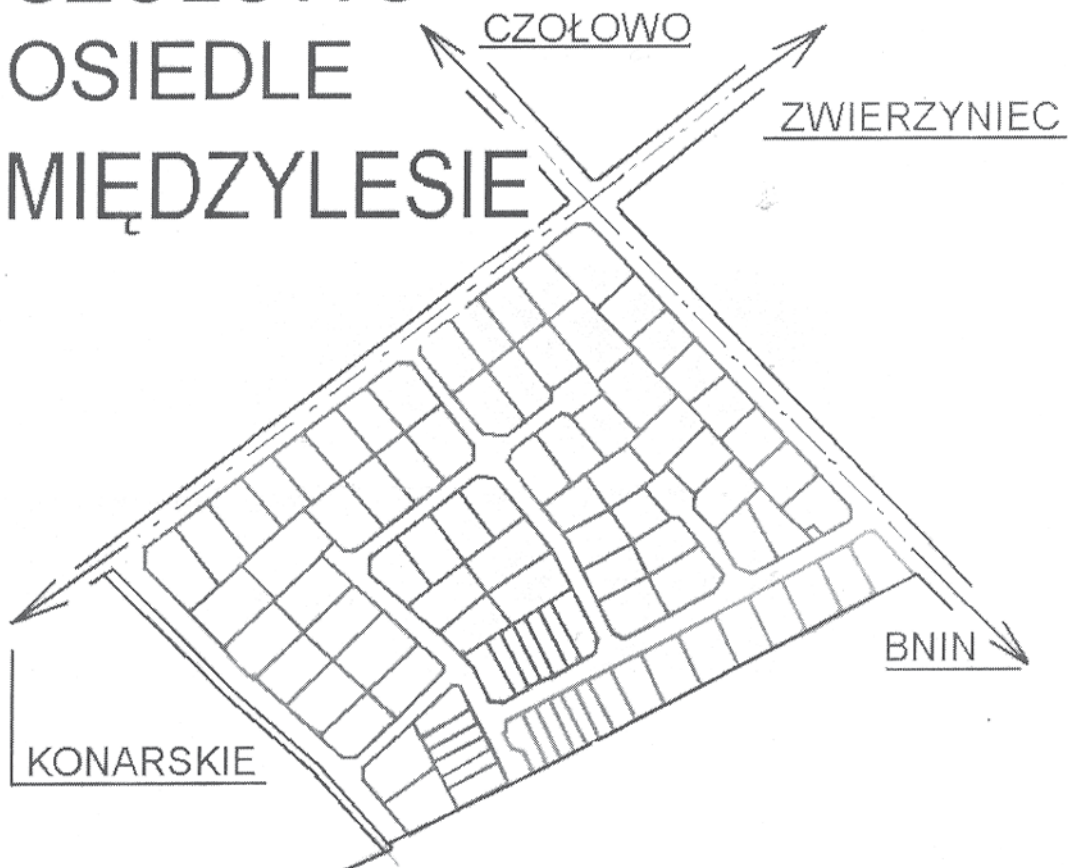 OSIEDLE
MIĘDZYLESIE
CZOŁOWO
ZWIERZYNIEC
BNIN
KONARSKIE